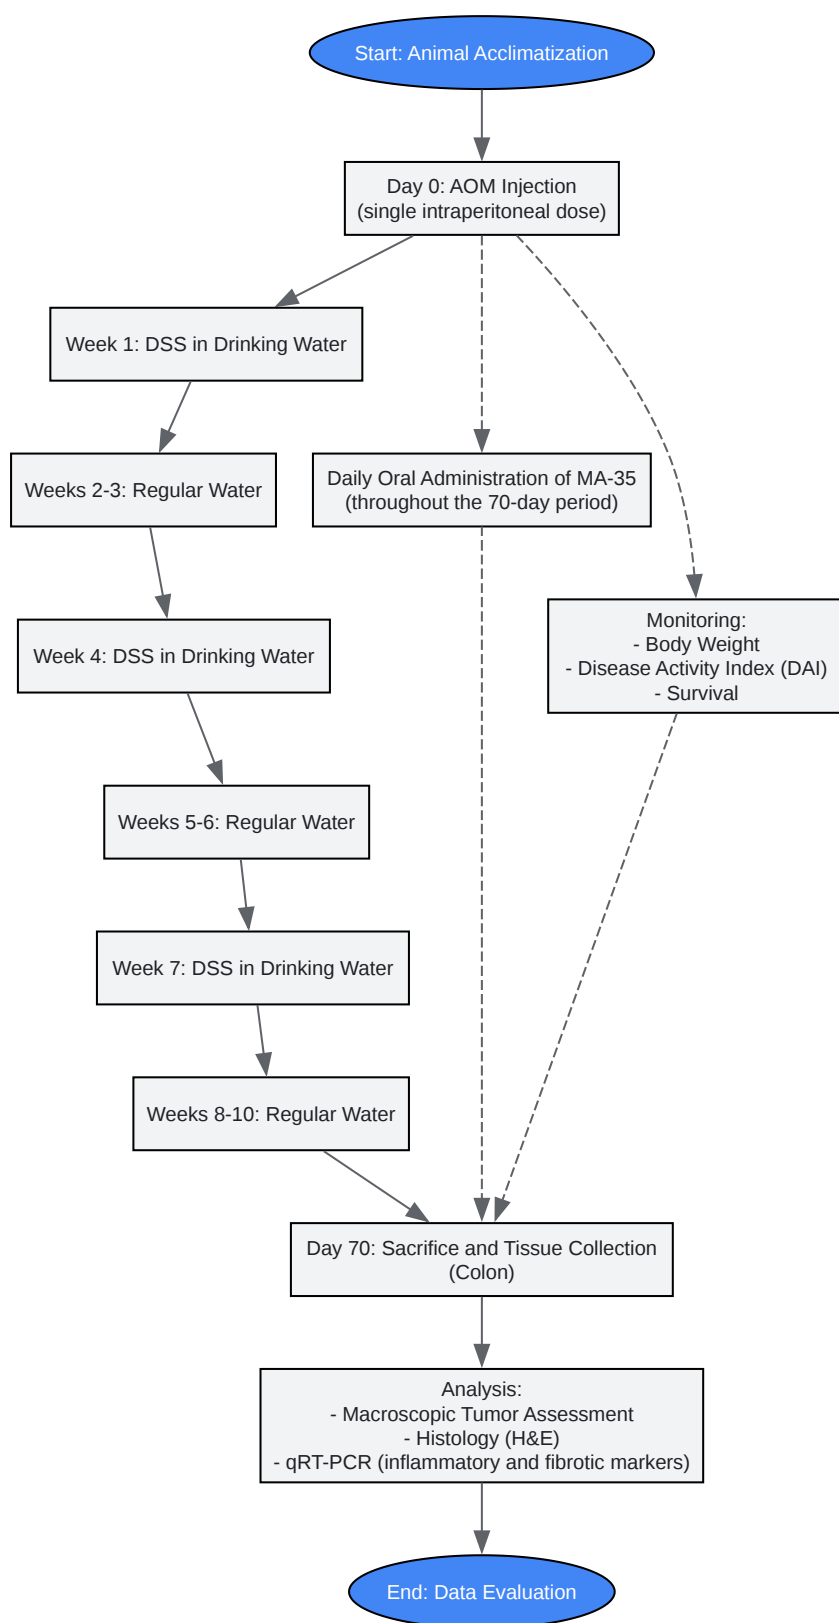 Start: Animal Acclimatization
Day 0: AOM Injection
(single intraperitoneal dose)
Week 1: DSS in Drinking Water
Weeks 2-3: Regular Water
Daily Oral Administration of MA-35
(throughout the 70-day period)
Monitoring:
- Body Weight
- Disease Activity Index (DAI)
- Survival
Week 4: DSS in Drinking Water
Weeks 5-6: Regular Water
Week 7: DSS in Drinking Water
Weeks 8-10: Regular Water
Day 70: Sacrifice and Tissue Collection
(Colon)
Analysis:
- Macroscopic Tumor Assessment
- Histology (H&E)
- qRT-PCR (inflammatory and fibrotic markers)
End: Data Evaluation